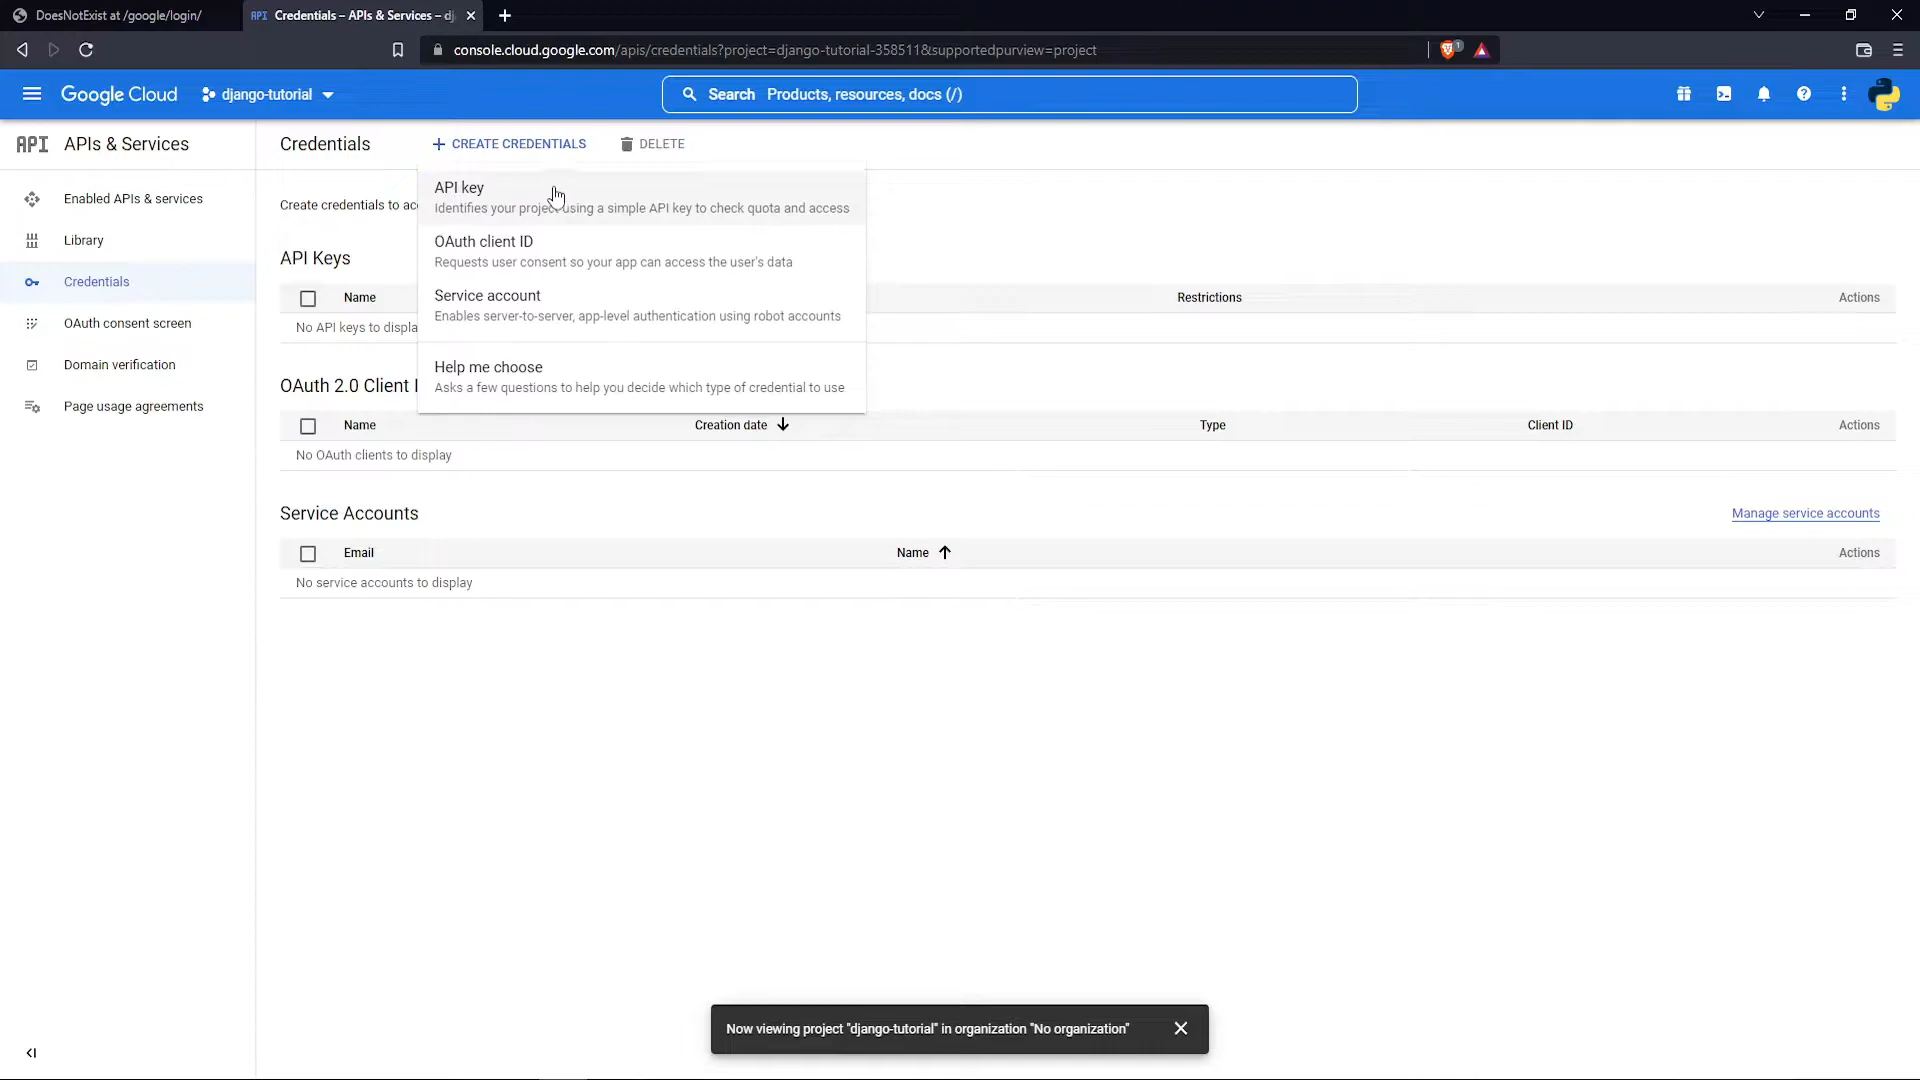 DoesNotExist at /google/login/
API Credentials – APIs & Services – dj
console.cloud.google.com/apis/credentials?project=django-tutorial-358511&supportedpurview=project
1
Google Cloud
django-tutorial
Search Products, resources, docs (/)
API APIs & Services
Enabled APIs & services
Library
Credentials
OAuth consent screen
Domain verification
Page usage agreements
Credentials
CREATE CREDENTIALS
DELETE
Create credentials to ac
API key
Identifies your project using a simple API key to check quota and access
OAuth client ID
Requests user consent so your app can access the user's data
Service account
Enables server-to-server, app-level authentication using robot accounts
Help me choose
Asks a few questions to help you decide which type of credential to use
API Keys
Name Restrictions Actions
No API keys to displa
OAuth 2.0 Client I
Name Creation date Type Client ID Actions
No OAuth clients to display
Service Accounts
Manage service accounts
Email Name Actions
No service accounts to display
Now viewing project "django-tutorial" in organization "No organization"